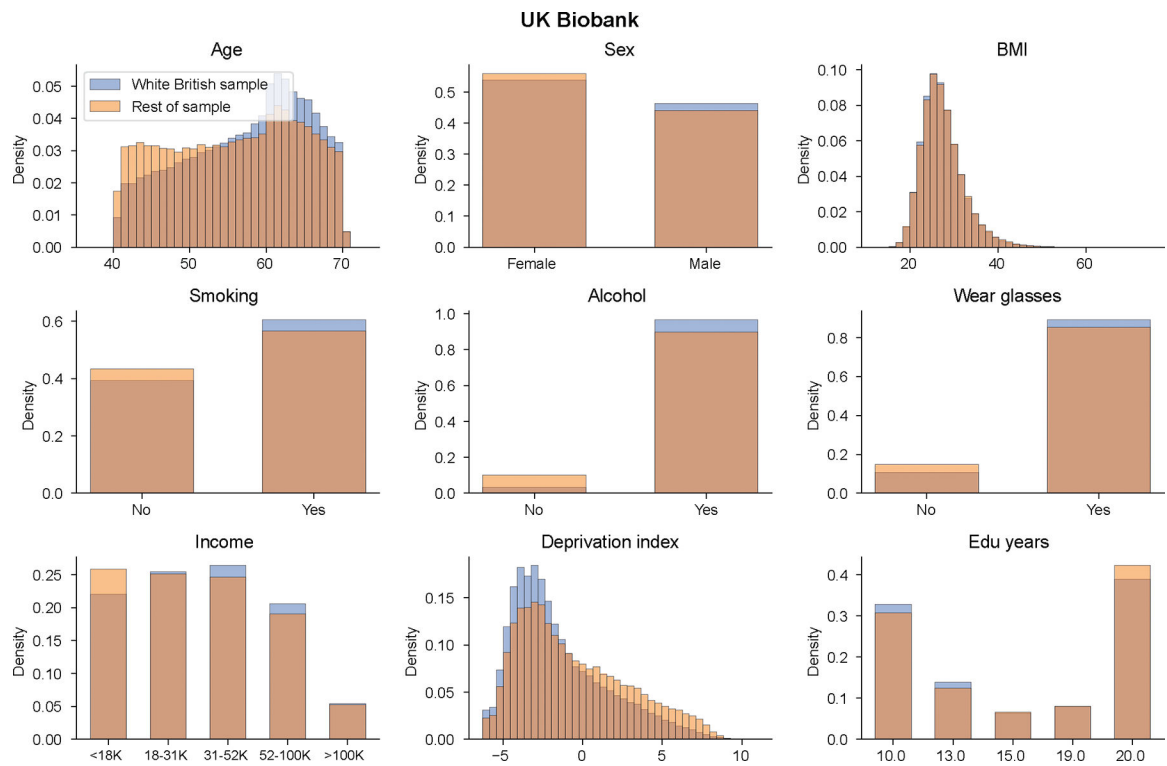 UK Biobank
Age
Density
0.05
0.04
0.03
0.02
0.01
0.00
White British sample
Rest of sample
40 50 60 70
Sex
Density
0.5
0.4
0.3
0.2
0.1
0.0
Female Male
BMI
Density
0.10
0.08
0.06
0.04
0.02
0.00
20 40 60
Smoking
Density
0.6
0.4
0.2
0.0
No Yes
Alcohol
Density
1.0
0.8
0.6
0.4
0.2
0.0
No Yes
Wear glasses
Density
0.8
0.6
0.4
0.2
0.0
No Yes
Income
Density
0.25
0.20
0.15
0.10
0.05
0.00
<18K 18-31K 31-52K 52-100K >100K
Deprivation index
Density
0.15
0.10
0.05
0.00
−5 0 5 10
Edu years
Density
0.4
0.3
0.2
0.1
0.0
10.0 13.0 15.0 19.0 20.0